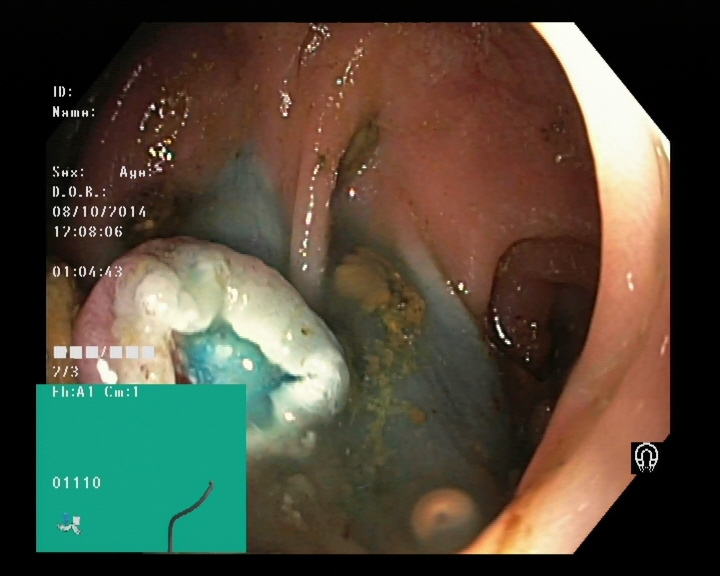 ID:
Name:
Sex: Age:
D.O.B.:
08/10/2014
12:08:06
01:04:43
/
2/3
Eh:A1 Cm:1
01110